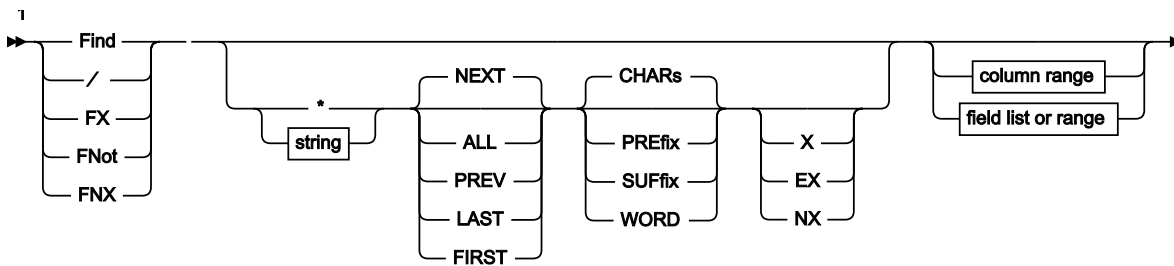 Find
/
FX
FNot
FNX
*
string
NEXT
ALL
PREV
LAST
FIRST
CHARs
PREfix
SUFfix
WORD
X
EX
NX
column range
field list or range